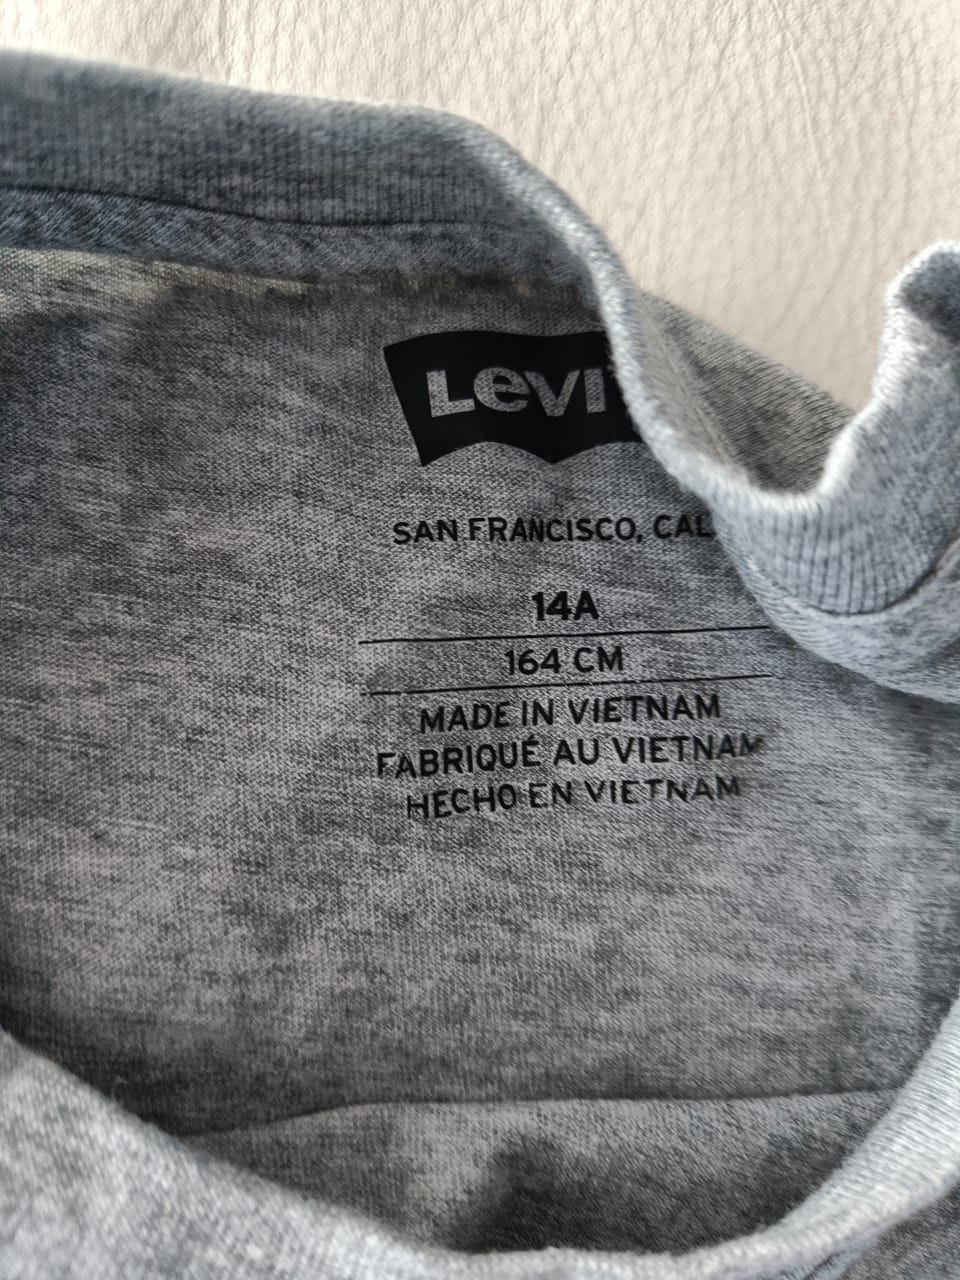 Levi'
SAN FRANCISCO, CAL
14A
164 CM
MADE IN VIETNAM
FABRIQUÉ AU VIETNAM
HECHO EN VIETNAM